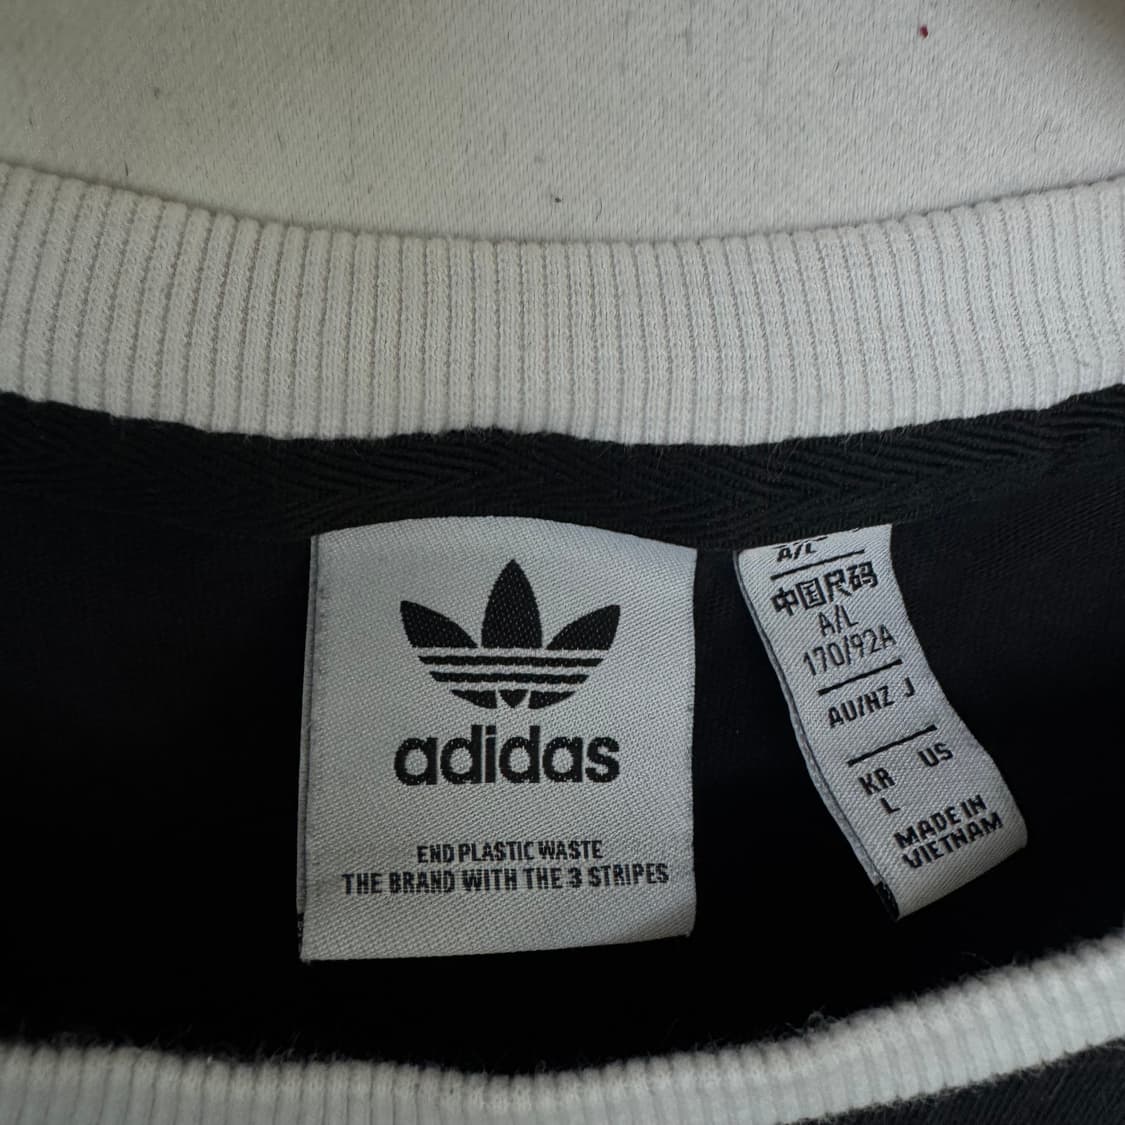 adidas
END PLASTIC WASTE
THE BRAND WITH THE 3 STRIPES
A/L
中国尺码
A/L
170/92A
AU/NZ J
KR US
L
MADE IN
VIETNAM